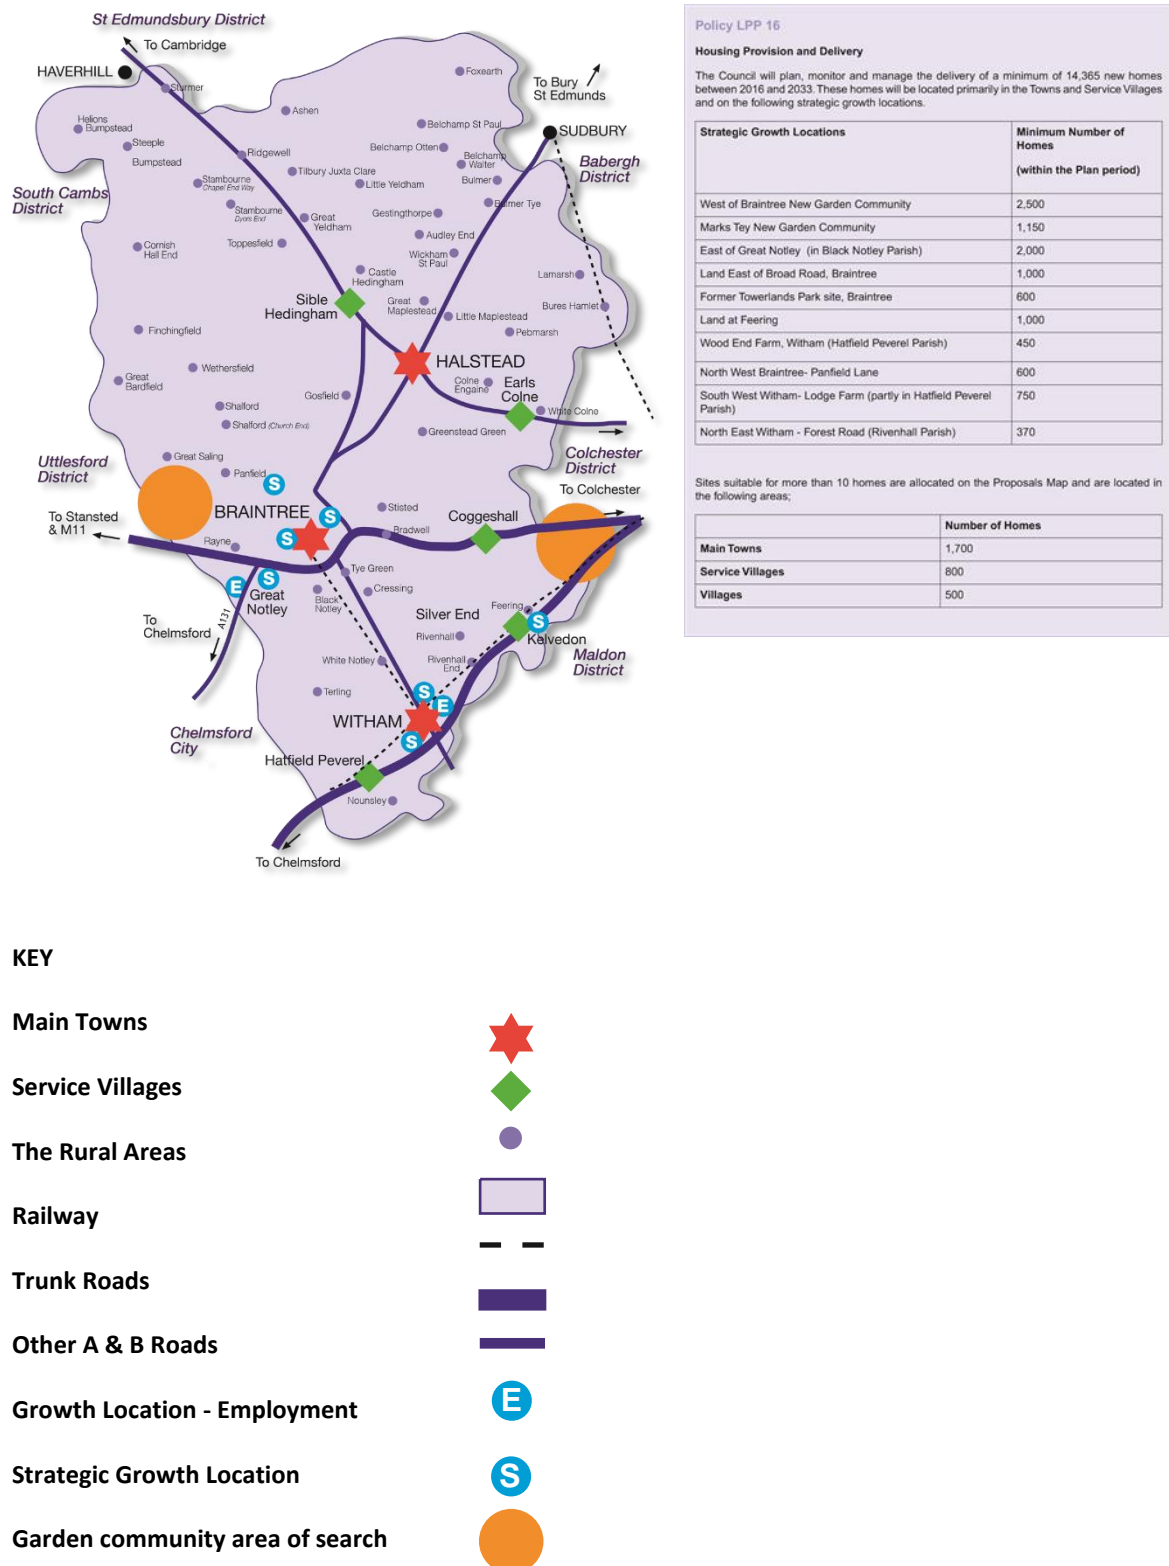 St Edmundsbury District
To Cambridge
HAVERHILL
Sturmer
Foxearth
To Bury
St Edmunds
Ashen
Helions
Bumpstead
Belchamp St Paul
SUDBURY
Steeple
Bumpstead
Belchamp Otten
Belchamp
Walter
Babergh
District
Ridgewell
Tilbury Juxta Clare
Bulmer
South Cambs
District
Stambourne
Chapel End Way
Little Yeldham
Stambourne
Dyers End
Great
Yeldham
Gestingthorpe
Bulmer Tye
Cornish
Hall End
Toppesfield
Audley End
Wickham
St Paul
Castle
Hedingham
Lamarsh
Sible
Hedingham
Great
Maplestead
Bures Hamlet
Little Maplestead
Finchingfield
Pebmarsh
HALSTEAD
Wethersfield
Great
Bardfield
Colne
Engaine
Earls
Colne
Gosfield
Shalford
White Colne
Shalford (Church End)
Greenstead Green
Uttlesford
District
Great Saling
Colchester
District
Panfield
S
To Colchester
BRAINTREE
S
Stisted
Coggeshall
To Stansted
& M11
S
Bradwell
Rayne
Tye Green
E
S
Great
Notley
Black
Notley
Cressing
Silver End
Feering
To
Chelmsford
A131
S
Kelvedon
Rivenhall
Maldon
District
White Notley
Rivenhall
End
Terling
S
E
WITHAM
Chelmsford
City
S
Hatfield Peverel
Nounsley
To Chelmsford
Policy LPP 16
Housing Provision and Delivery
The Council will plan, monitor and manage the delivery of a minimum of 14,365 new homes
between 2016 and 2033. These homes will be located primarily in the Towns and Service Villages
and on the following strategic growth locations.
Strategic Growth Locations
Minimum Number of
Homes
(within the Plan period)
West of Braintree New Garden Community 2,500
Marks Tey New Garden Community 1,150
East of Great Notley (in Black Notley Parish) 2,000
Land East of Broad Road, Braintree 1,000
Former Towerlands Park site, Braintree 600
Land at Feering 1,000
Wood End Farm, Witham (Hatfield Peverel Parish) 450
North West Braintree- Panfield Lane 600
South West Witham- Lodge Farm (partly in Hatfield Peverel 750
Parish)
North East Witham - Forest Road (Rivenhall Parish) 370
Sites suitable for more than 10 homes are allocated on the Proposals Map and are located in
the following areas;
Number of Homes
Main Towns 1,700
Service Villages 800
Villages 500
KEY
Main Towns
Service Villages
The Rural Areas
Railway
Trunk Roads
Other A & B Roads
Growth Location - Employment E
Strategic Growth Location S
Garden community area of search